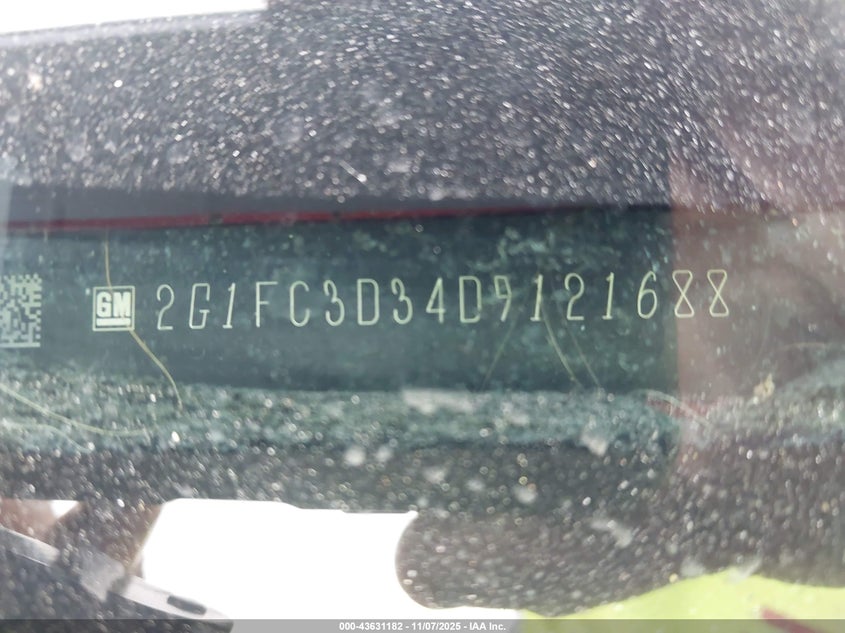 GM 2G1FC3D34D9121688
000-43631182 - 11/07/2025 - IAA Inc.